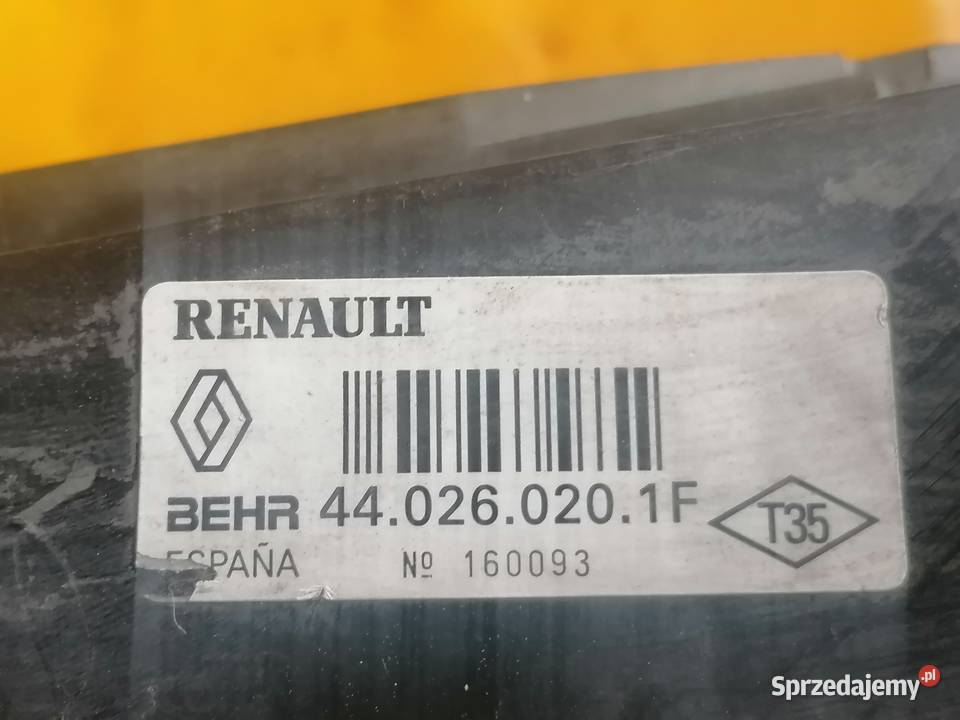 RENAULT
BEHR 44.026.020.1F
T35
ESPAÑA Nº 160093
Sprzedajemy.pl